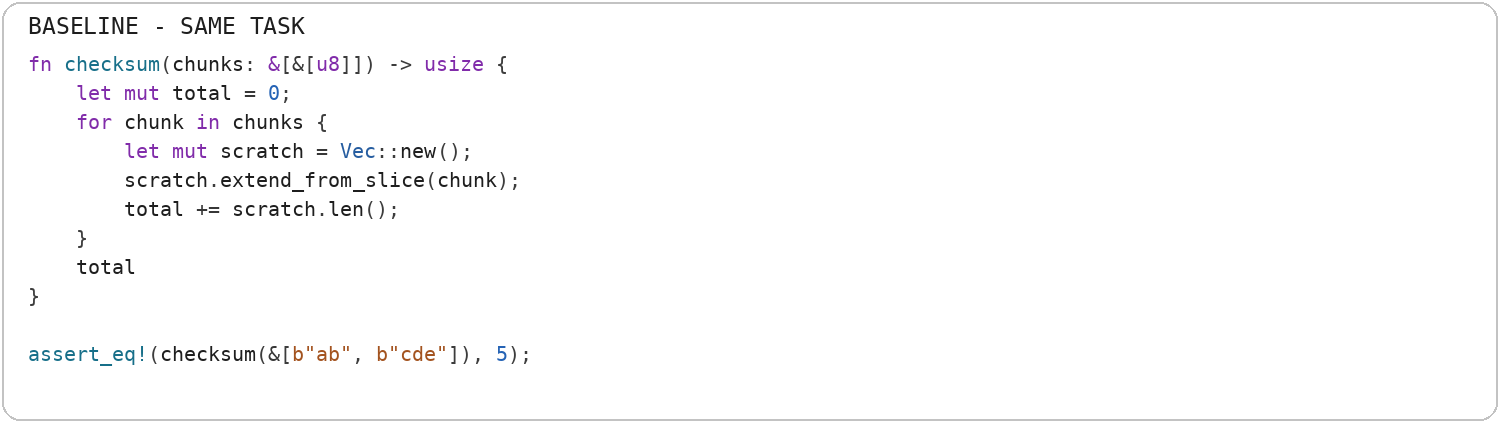 BASELINE - SAME TASK
fn checksum(chunks: &[&[u8]]) -> usize {
    let mut total = 0;
    for chunk in chunks {
        let mut scratch = Vec::new();
        scratch.extend_from_slice(chunk);
        total += scratch.len();
    }
    total
}

assert_eq!(checksum(&[b"ab", b"cde"]), 5);